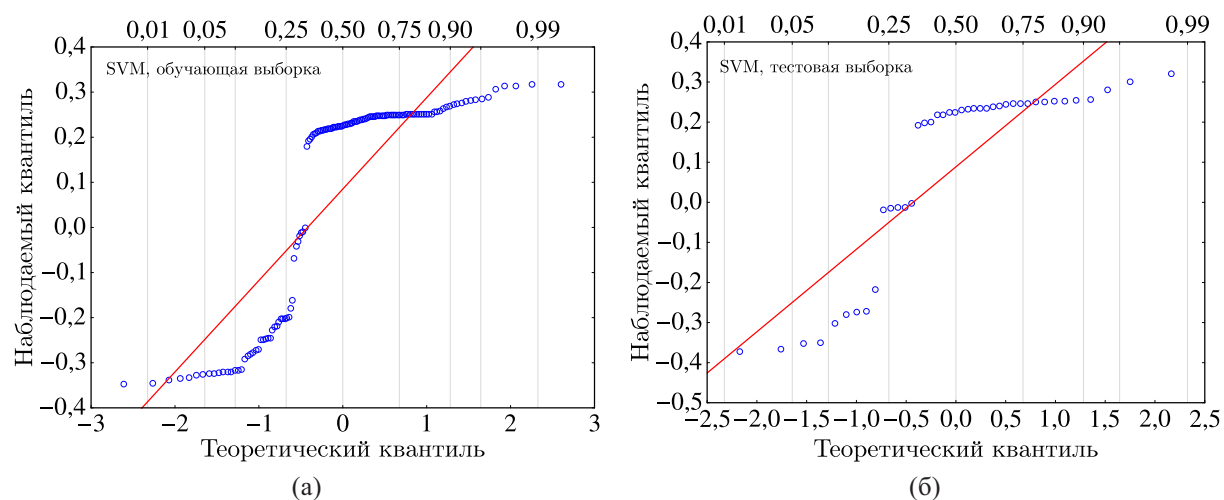 0,01 0,05 0,25 0,50 0,75 0,90 0,99
0,4
SVM, обучающая выборка
0,3
0,2
0,1
0,0
−0,1
−0,2
−0,3
−0,4
Наблюдаемый квантиль
−3 −2 −1 0 1 2 3
Теоретический квантиль
(а)
0,01 0,05 0,25 0,50 0,75 0,90 0,99
0,4
SVM, тестовая выборка
0,3
0,2
0,1
0,0
−0,1
−0,2
−0,3
−0,4
−0,5
Наблюдаемый квантиль
−2,5 −2,0 −1,5 −1,0 −0,5 0,0 0,5 1,0 1,5 2,0 2,5
Теоретический квантиль
(б)